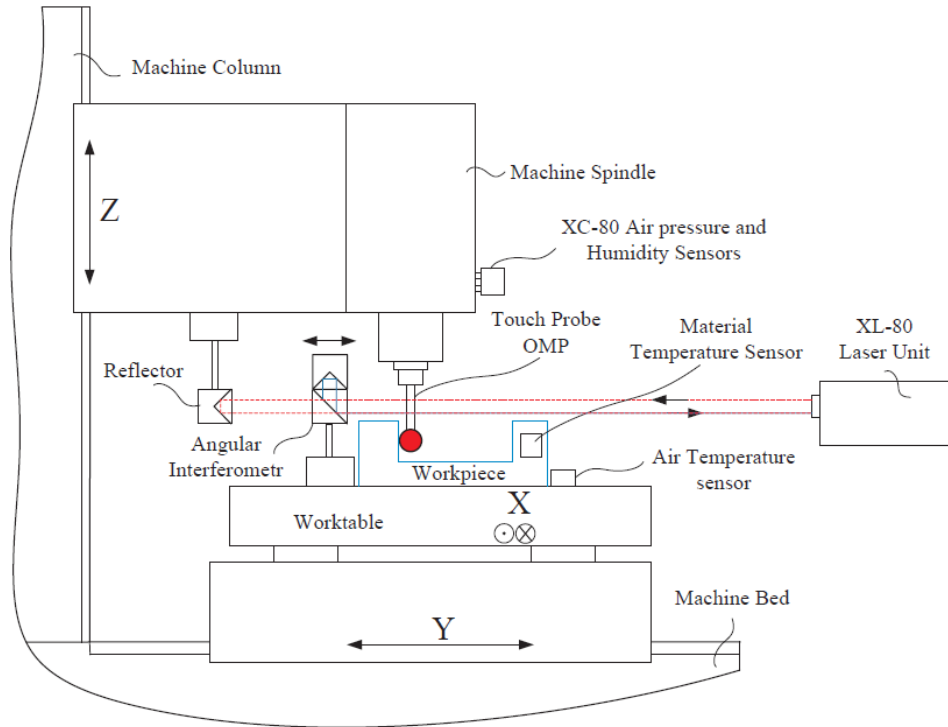 Machine Column
Machine Spindle
Z
XC-80 Air pressure and
Humidity Sensors
Touch Probe
OMP
Material
Temperature Sensor
XL-80
Laser Unit
Reflector
Angular
Interferometr
Workpiece
Air Temperature
sensor
X
Worktable
Machine Bed
Y